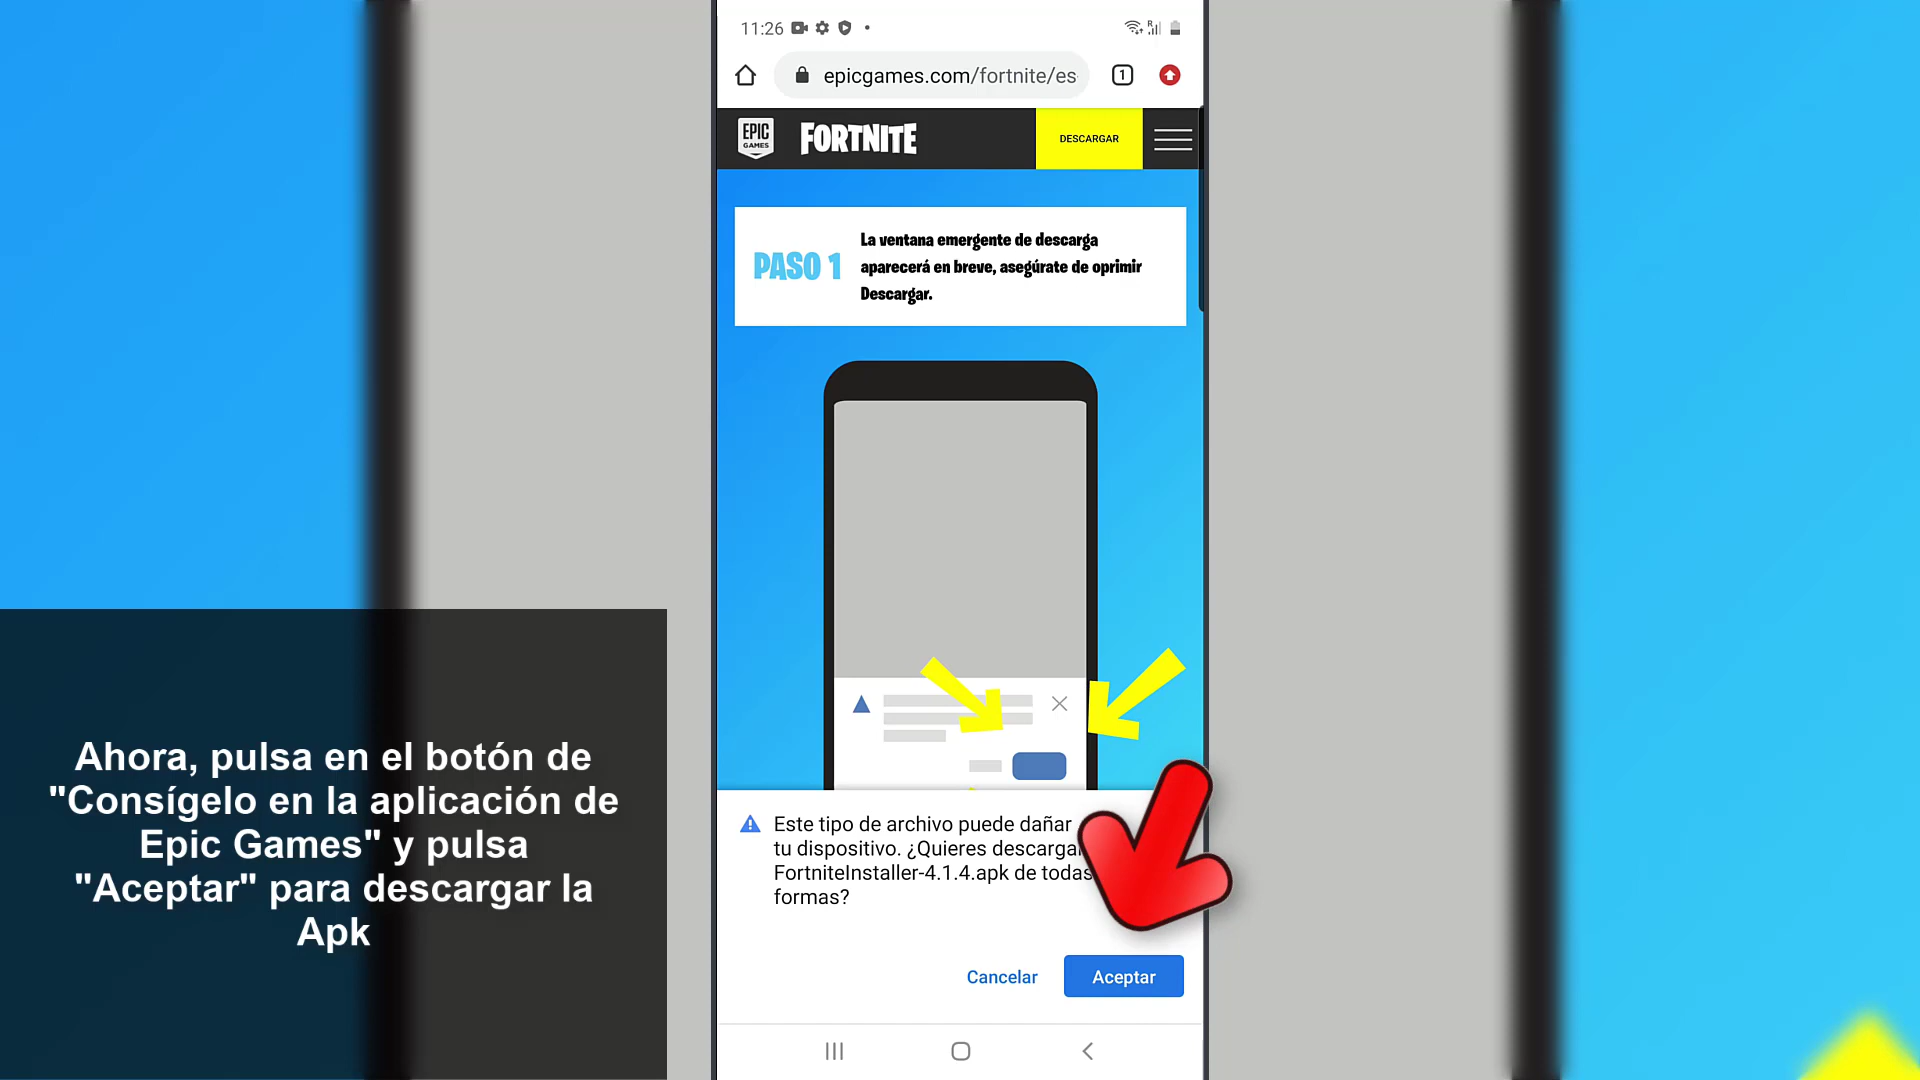 11:26
epicgames.com/fortnite/es
1
EPIC
GAMES
FORTNITE
DESCARGAR
PASO 1
La ventana emergente de descarga
aparecerá en breve, asegúrate de oprimir
Descargar.
Ahora, pulsa en el botón de
"Consígelo en la aplicación de
Epic Games" y pulsa
"Aceptar" para descargar la
Apk
Este tipo de archivo puede dañar
tu dispositivo. ¿Quieres descargar
FortniteInstaller-4.1.4.apk de todas
formas?
Cancelar
Aceptar